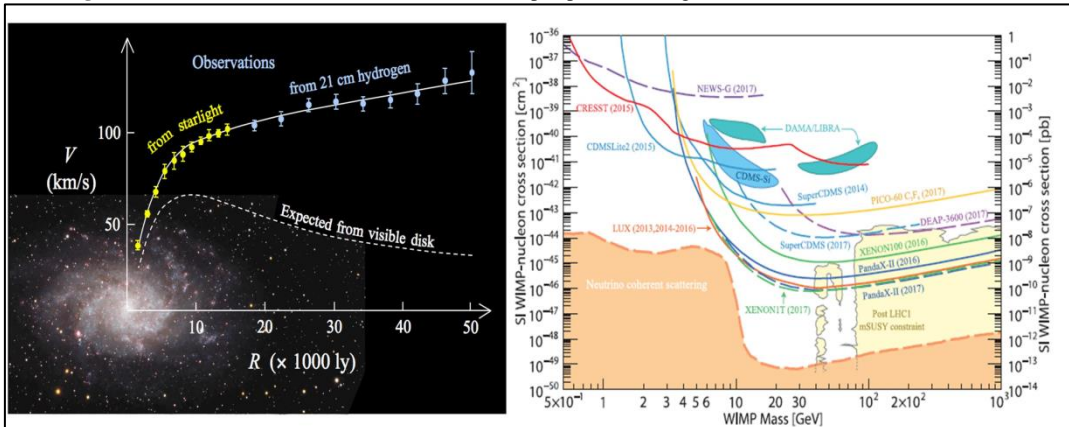 Observations
from 21 cm hydrogen
from starlight
100
V
(km/s)
50
Expected from visible disk
10
20
30
40
50
R (× 1000 ly)
SI WIMP-nucleon cross section [cm²]
10⁻³⁶
10⁻³⁷
10⁻³⁸
10⁻³⁹
10⁻⁴⁰
10⁻⁴¹
10⁻⁴²
10⁻⁴³
10⁻⁴⁴
10⁻⁴⁵
10⁻⁴⁶
10⁻⁴⁷
10⁻⁴⁸
10⁻⁴⁹
10⁻⁵⁰
NEWS-G (2017)
CRESST (2015)
DAMA/LIBRA
CDMSLite2 (2015)
CDMS-Si
SuperCDMS (2014)
PICO-60 C₃F₈ (2017)
DEAP-3600 (2017)
LUX (2013,2014-2016)
SuperCDMS (2017)
XENON100 (2016)
PandaX-II (2016)
Neutrino coherent scattering
PandaX-II (2017)
XENON1T (2017)
Post LHC1
mSUSY constraint
1
10⁻¹
10⁻²
10⁻³
10⁻⁴
10⁻⁵
10⁻⁶
10⁻⁷
10⁻⁸
10⁻⁹
10⁻¹⁰
10⁻¹¹
10⁻¹²
10⁻¹³
10⁻¹⁴
SI WIMP-nucleon cross section [pb]
5×10⁻¹ 1 2 3 4 5 6 10 20 30 10² 2×10² 10³
WIMP Mass [GeV]